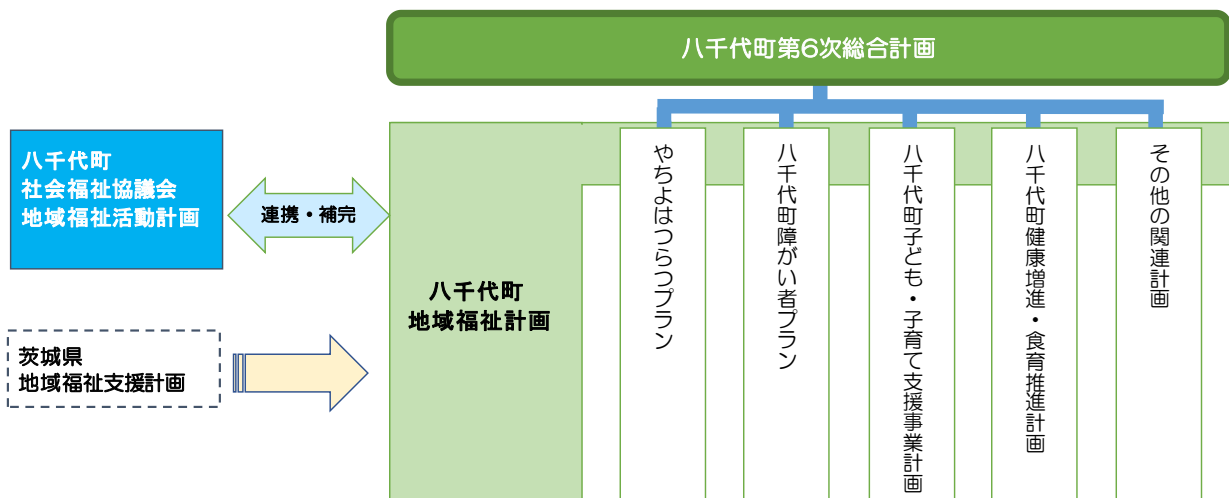 八千代町第6次総合計画
八千代町
社会福祉協議会
地域福祉活動計画
連携・補完
茨城県
地域福祉支援計画
八千代町
地域福祉計画
やちよはつらつプラン
八千代町障がい者プラン
八千代町子ども・子育て支援事業計画
八千代町健康増進・食育推進計画
その他の関連計画